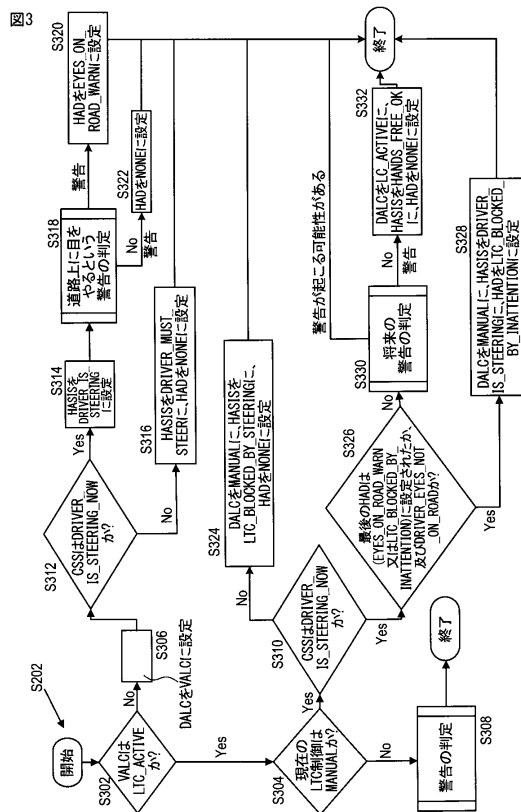 図3
S202
開始
S302
VALCIは
LTC_ACTIVE
か?
No
Yes
S306
DALCをVALCIに設定
S312
CSSIはDRIVER_
IS_STEERING_NOW
か?
Yes
No
S314
HASISを
DRIVER_IS_
STEERING
に設定
S316
HASISをDRIVER_MUST_
STEERに、HADをNONEに設定
S318
道路上に目を
やるという
警告の判定
警告
No
警告
S320
HADをEYES_ON_
ROAD_WARNに設定
S322
HADをNONEに設定
S304
現在の
LTC制御は
MANUALか?
Yes
No
S308
警告の判定
終了
S310
CSSIはDRIVER_
IS_STEERING_NOW
か?
No
Yes
S324
DALCをMANUALに、HASISを
LTC_BLOCKED_BY_STEERINGに、
HADをNONEに設定
S326
最後のHADは
(EYES_ON_ROAD_WARN
又はLTC_BLOCKED_BY_
INATTENTION)に設定されたか、
及びDRIVER_EYES_NOT
_ON_ROADか?
No
Yes
S330
将来の
警告の判定
警告が起こる可能性がある
No
警告
S332
DALCをLC_ACTIVEに、
HASISをHANDS_FREE_OK
に、HADをNONEに設定
終了
S328
DALCをMANUALに、HASISをDRIVER_
IS_STEERINGに、HADをLTC_BLOCKED_
BY_INATTENTIONに設定